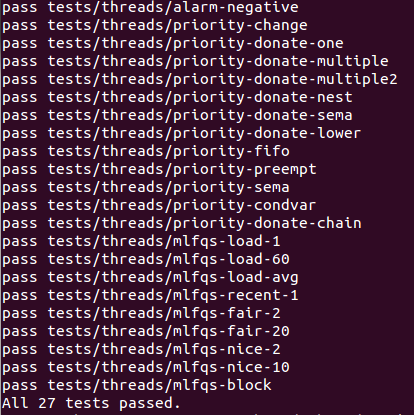 pass tests/threads/alarm-negative
pass tests/threads/priority-change
pass tests/threads/priority-donate-one
pass tests/threads/priority-donate-multiple
pass tests/threads/priority-donate-multiple2
pass tests/threads/priority-donate-nest
pass tests/threads/priority-donate-sema
pass tests/threads/priority-donate-lower
pass tests/threads/priority-fifo
pass tests/threads/priority-preempt
pass tests/threads/priority-sema
pass tests/threads/priority-condvar
pass tests/threads/priority-donate-chain
pass tests/threads/mlfqs-load-1
pass tests/threads/mlfqs-load-60
pass tests/threads/mlfqs-load-avg
pass tests/threads/mlfqs-recent-1
pass tests/threads/mlfqs-fair-2
pass tests/threads/mlfqs-fair-20
pass tests/threads/mlfqs-nice-2
pass tests/threads/mlfqs-nice-10
pass tests/threads/mlfqs-block
All 27 tests passed.